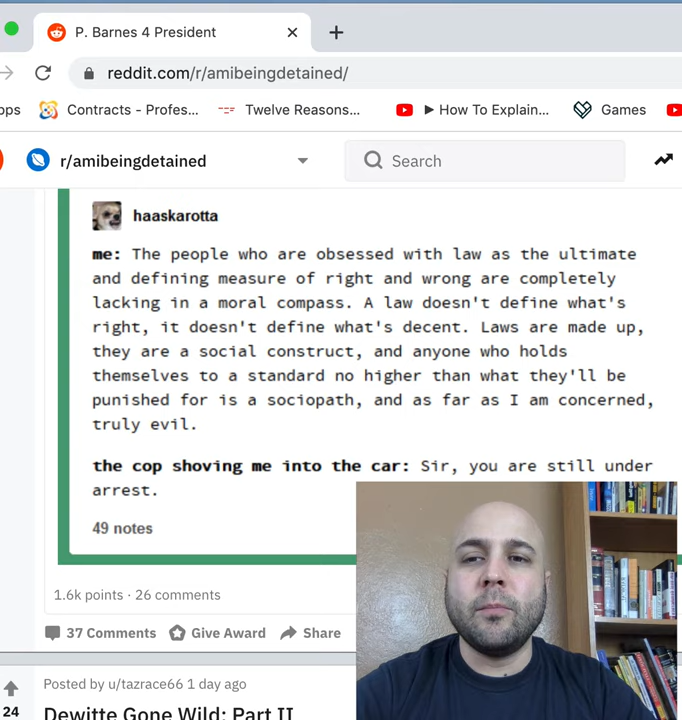 P. Barnes 4 President
reddit.com/r/amibeingdetained/
Contracts - Profes... Twelve Reasons... ▶ How To Explain... Games
r/amibeingdetained Search
haaskarotta
me: The people who are obsessed with law as the ultimate
and defining measure of right and wrong are completely
lacking in a moral compass. A law doesn't define what's
right, it doesn't define what's decent. Laws are made up,
they are a social construct, and anyone who holds
themselves to a standard no higher than what they'll be
punished for is a sociopath, and as far as I am concerned,
truly evil.
the cop shoving me into the car: Sir, you are still under
arrest.
49 notes
1.6k points · 26 comments
37 Comments Give Award Share
Posted by u/tazrace66 1 day ago
24
Dewitte Gone Wild: Part II